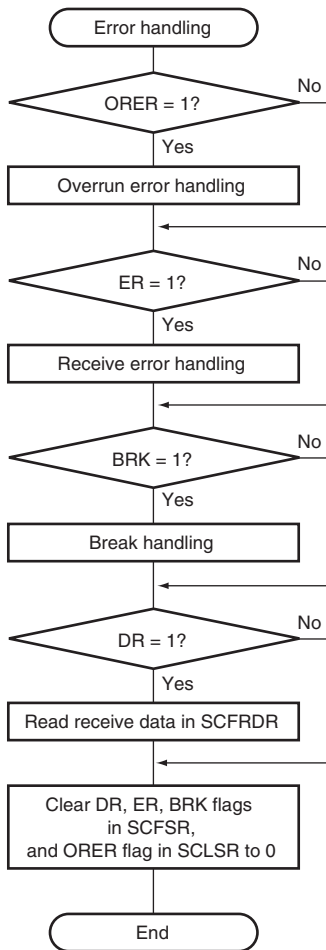 Error handling
ORER = 1?
No
Yes
Overrun error handling
ER = 1?
No
Yes
Receive error handling
BRK = 1?
No
Yes
Break handling
DR = 1?
No
Yes
Read receive data in SCFRDR
Clear DR, ER, BRK flags
in SCFSR,
and ORER flag in SCLSR to 0
End